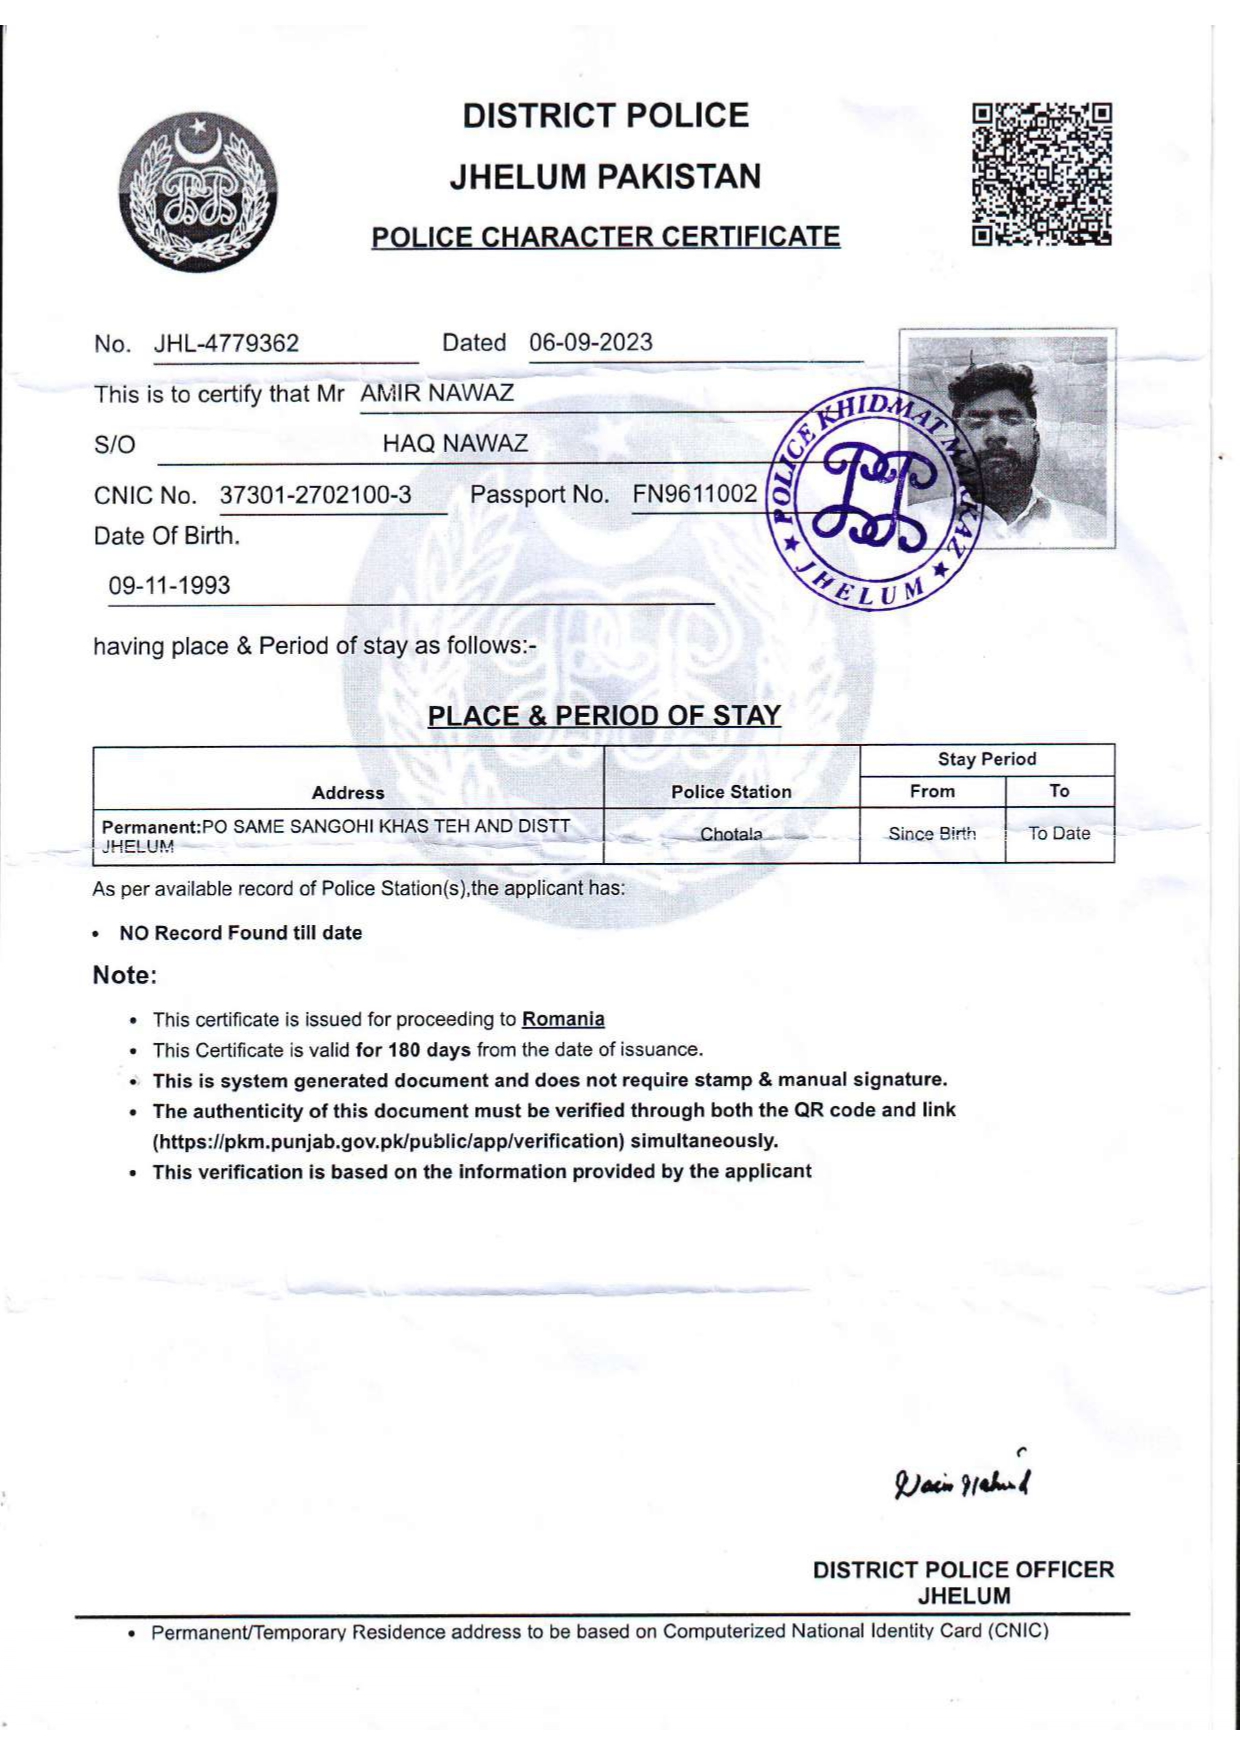 DISTRICT POLICE
JHELUM PAKISTAN
POLICE CHARACTER CERTIFICATE
No. JHL-4779362 Dated 06-09-2023
This is to certify that Mr AMIR NAWAZ
S/O HAQ NAWAZ
CNIC No. 37301-2702100-3 Passport No. FN9611002
Date Of Birth.
09-11-1993
POLICE KHIDMAT MARKAZ
★ JHELUM ★
having place & Period of stay as follows:-
PLACE & PERIOD OF STAY
Stay Period
Address Police Station From To
Permanent:PO SAME SANGOHI KHAS TEH AND DISTT
JHELUM
Chotala Since Birth To Date
As per available record of Police Station(s),the applicant has:
• NO Record Found till date
Note:
• This certificate is issued for proceeding to Romania
• This Certificate is valid for 180 days from the date of issuance.
• This is system generated document and does not require stamp & manual signature.
• The authenticity of this document must be verified through both the QR code and link
(https://pkm.punjab.gov.pk/public/app/verification) simultaneously.
• This verification is based on the information provided by the applicant
DISTRICT POLICE OFFICER
JHELUM
• Permanent/Temporary Residence address to be based on Computerized National Identity Card (CNIC)